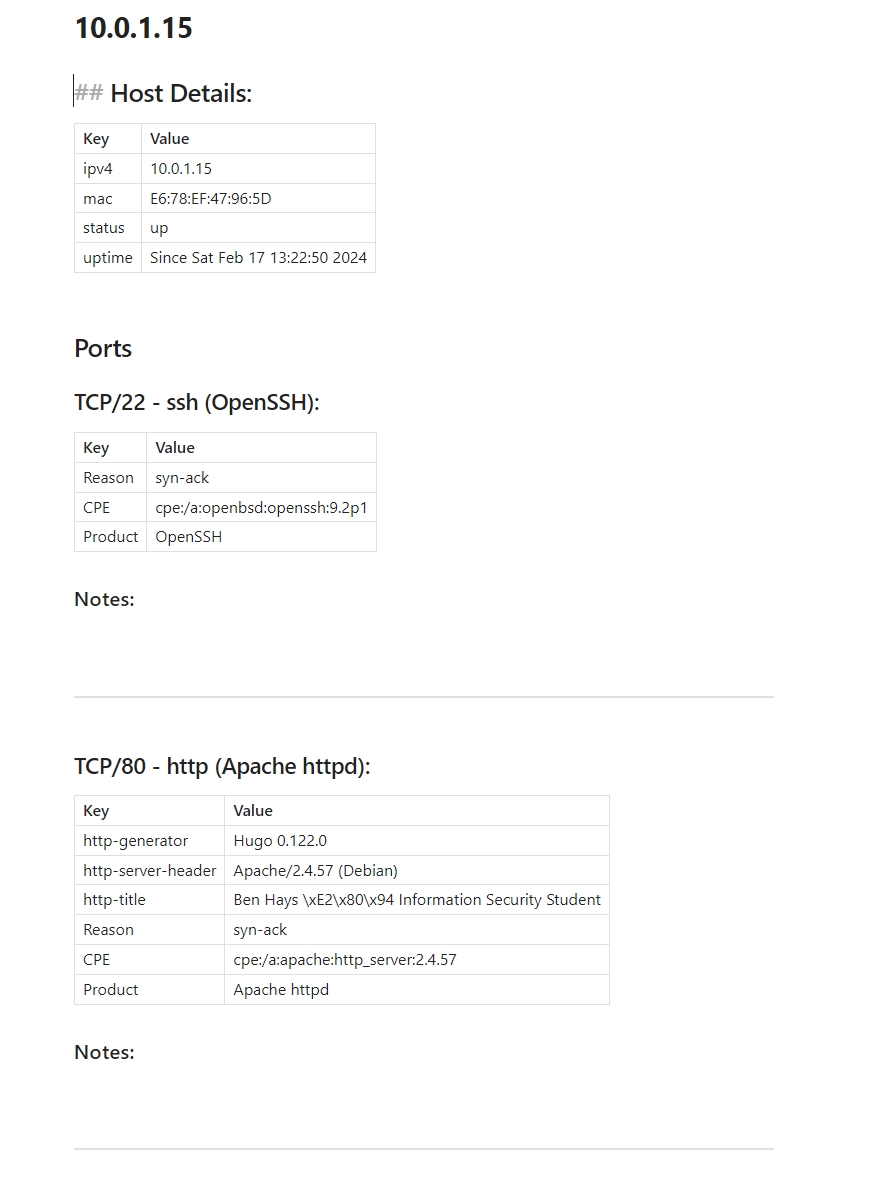 10.0.1.15
## Host Details:
Key Value
ipv4 10.0.1.15
mac E6:78:EF:47:96:5D
status up
uptime Since Sat Feb 17 13:22:50 2024
Ports
TCP/22 - ssh (OpenSSH):
Key Value
Reason syn-ack
CPE cpe:/a:openbsd:openssh:9.2p1
Product OpenSSH
Notes:
TCP/80 - http (Apache httpd):
Key Value
http-generator Hugo 0.122.0
http-server-header Apache/2.4.57 (Debian)
http-title Ben Hays \xE2\x80\x94 Information Security Student
Reason syn-ack
CPE cpe:/a:apache:http_server:2.4.57
Product Apache httpd
Notes: